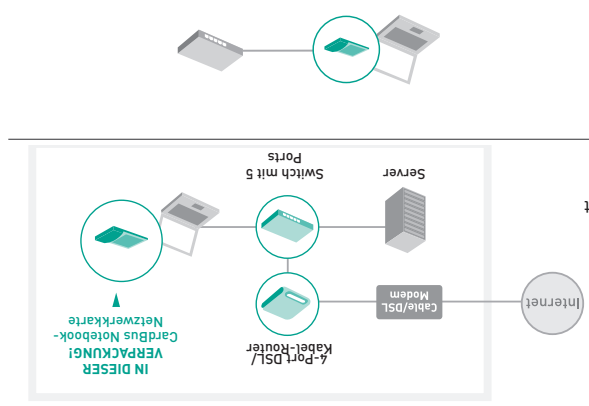 IN DIESER
VERPACKUNG!
CardBus Notebook-
Netzwerkkarte
4-Port DSL/
Kabel-Router
Cable/DSL
Modem
Internet
Switch mit 5
Ports
Server
t